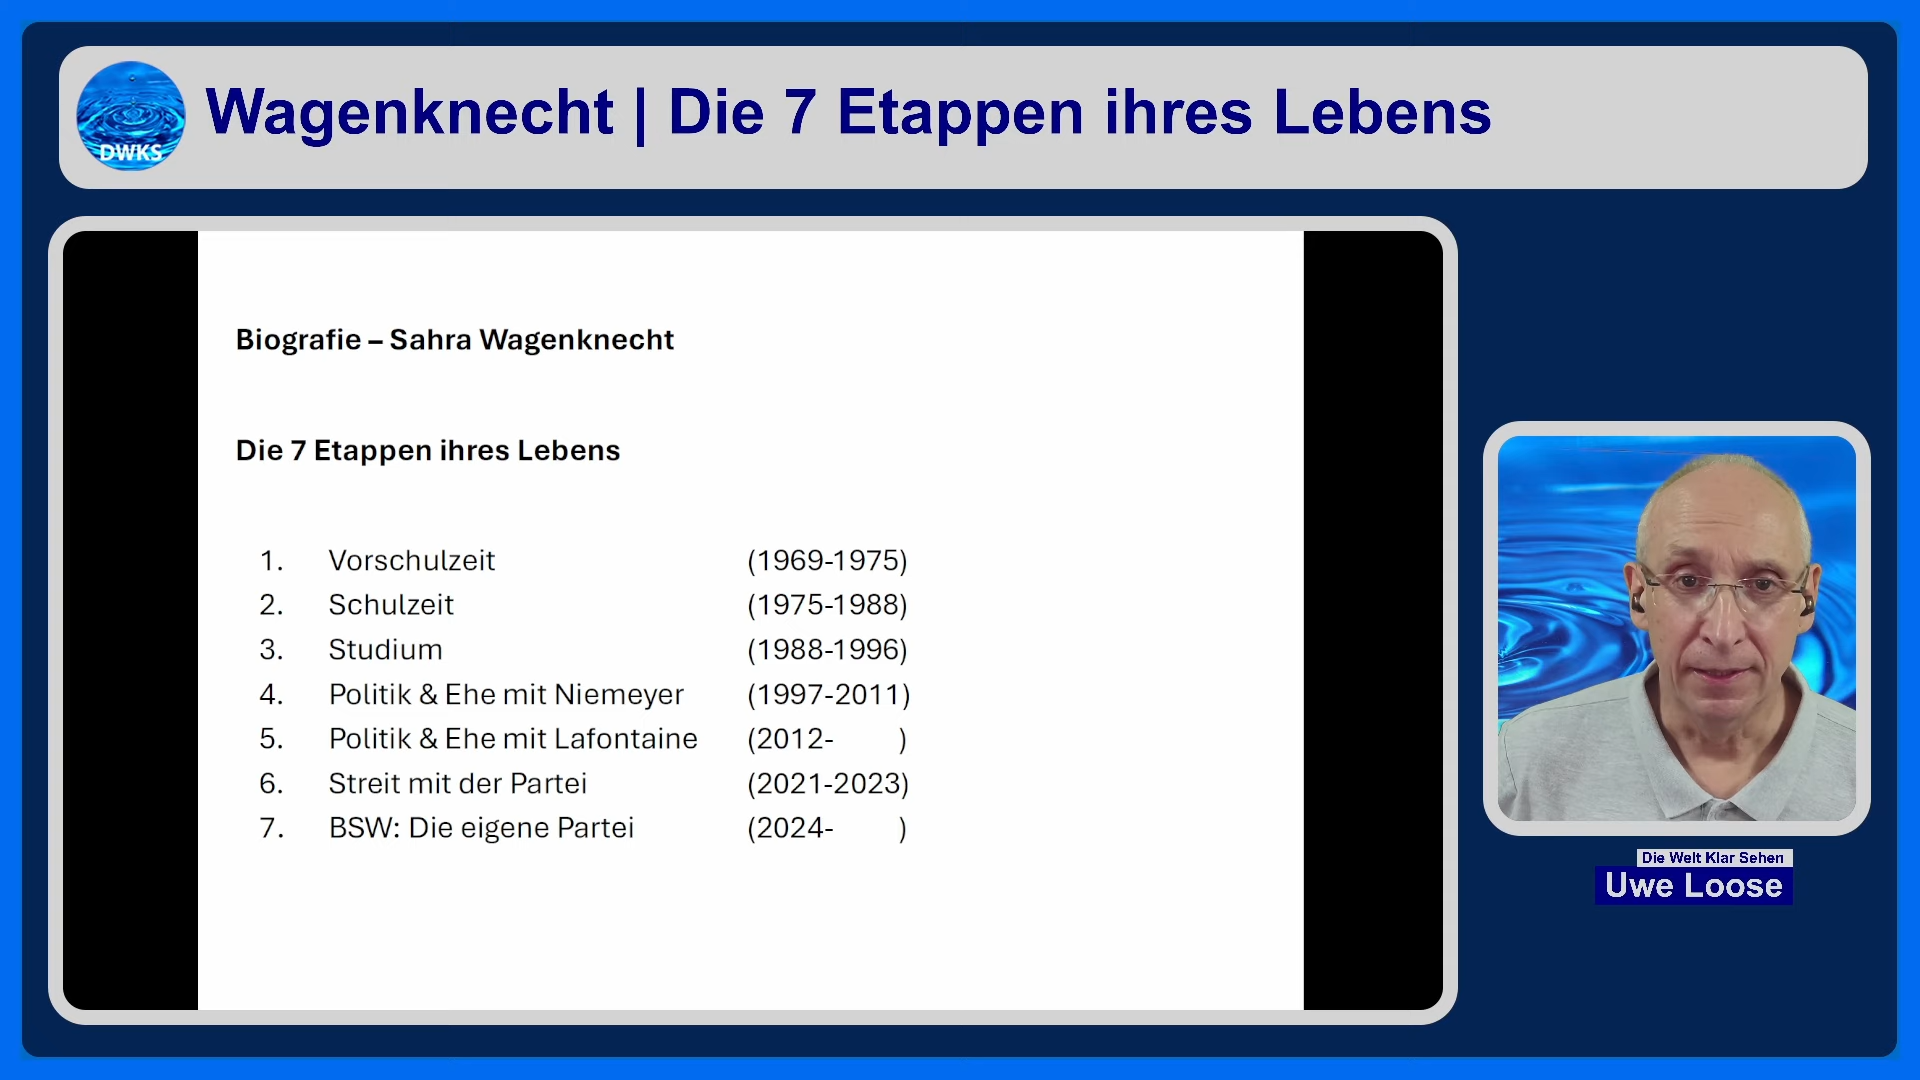 DWKS
Wagenknecht | Die 7 Etappen ihres Lebens
Biografie – Sahra Wagenknecht
Die 7 Etappen ihres Lebens
1. Vorschulzeit (1969-1975)
2. Schulzeit (1975-1988)
3. Studium (1988-1996)
4. Politik & Ehe mit Niemeyer (1997-2011)
5. Politik & Ehe mit Lafontaine (2012- )
6. Streit mit der Partei (2021-2023)
7. BSW: Die eigene Partei (2024- )
Die Welt Klar Sehen
Uwe Loose